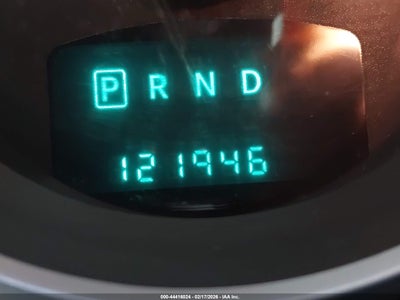 P R N D
121946
000-44416024 - 02/17/2026 - IAA Inc.